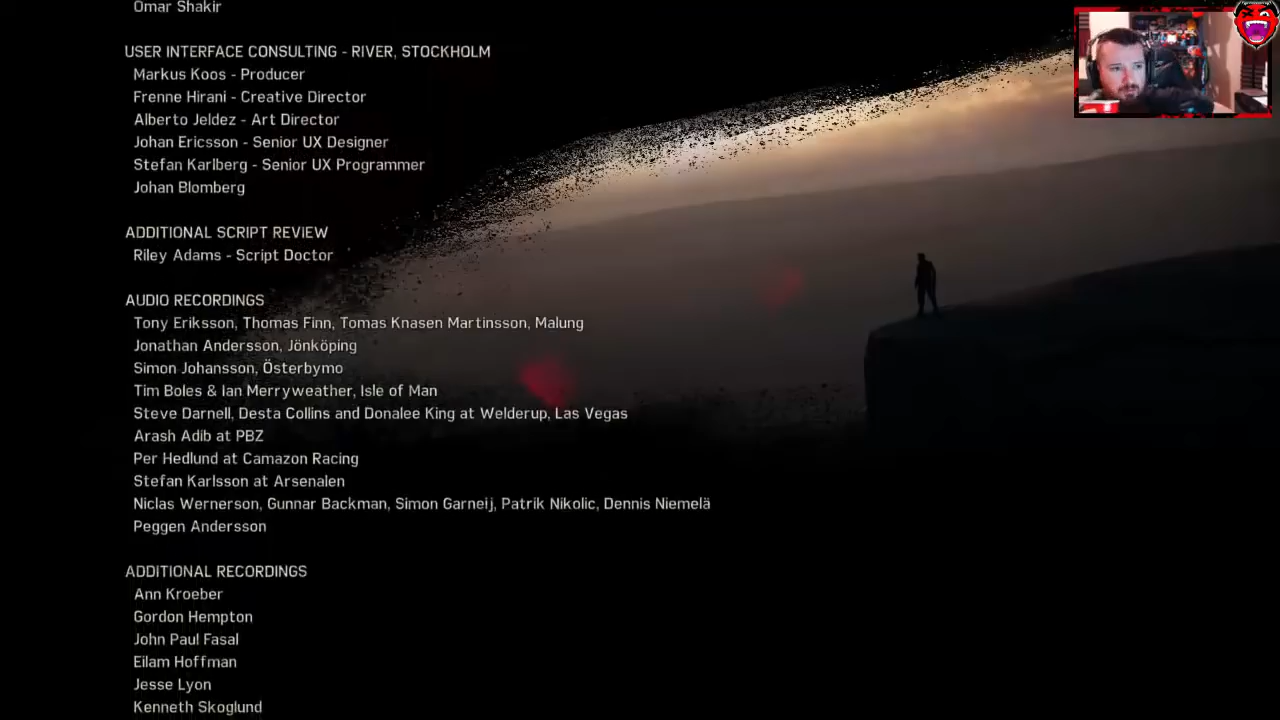 Omar Shakir
USER INTERFACE CONSULTING - RIVER, STOCKHOLM
Markus Koos - Producer
Frenne Hirani - Creative Director
Alberto Jeldez - Art Director
Johan Ericsson - Senior UX Designer
Stefan Karlberg - Senior UX Programmer
Johan Blomberg
ADDITIONAL SCRIPT REVIEW
Riley Adams - Script Doctor
AUDIO RECORDINGS
Tony Eriksson, Thomas Finn, Tomas Knasen Martinsson, Malung
Jonathan Andersson, Jönköping
Simon Johansson, Österbymo
Tim Boles & Ian Merryweather, Isle of Man
Steve Darnell, Desta Collins and Donalee King at Welderup, Las Vegas
Arash Adib at PBZ
Per Hedlund at Camazon Racing
Stefan Karlsson at Arsenalen
Niclas Wernerson, Gunnar Backman, Simon Garneij, Patrik Nikolic, Dennis Niemelä
Peggen Andersson
ADDITIONAL RECORDINGS
Ann Kroeber
Gordon Hempton
John Paul Fasal
Eilam Hoffman
Jesse Lyon
Kenneth Skoglund